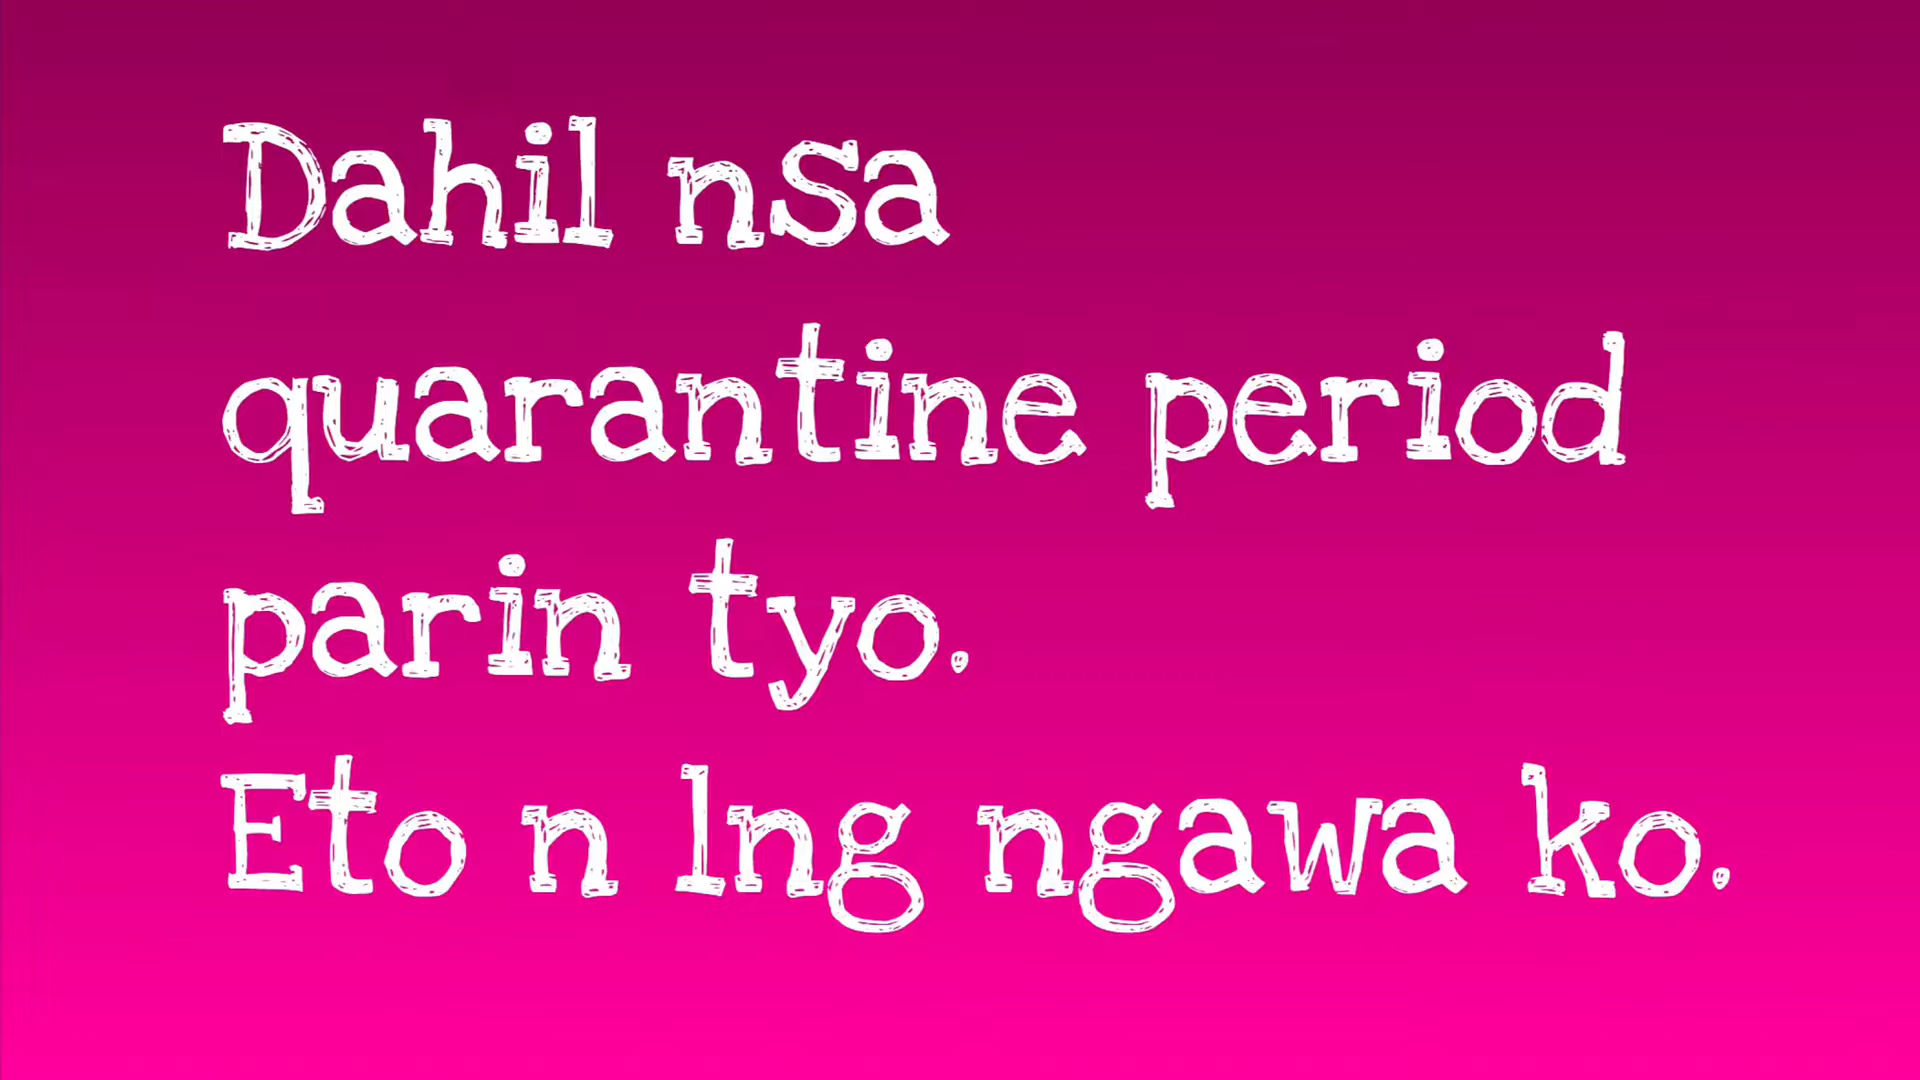 Dahil nsa
quarantine period
parin tyo.
Eto n lng ngawa ko.